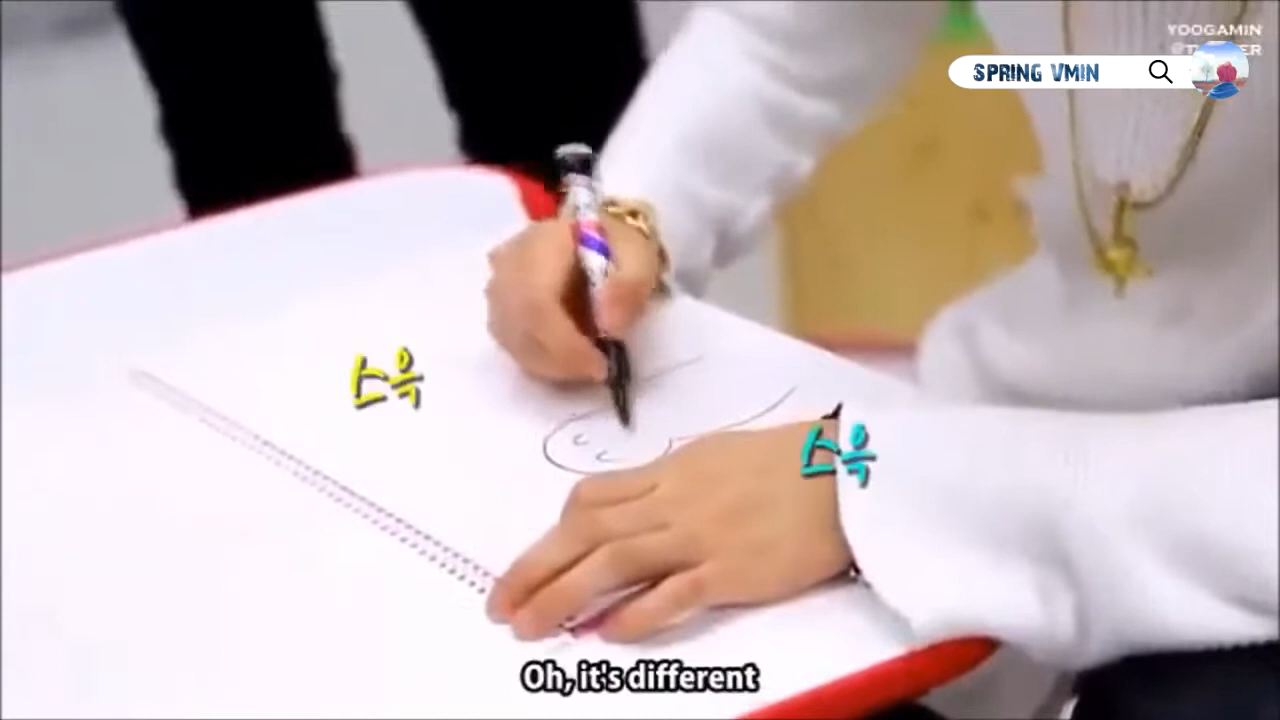 YOOGAMIN
SPRING VMIN
스윽
스윽
Oh, it's different